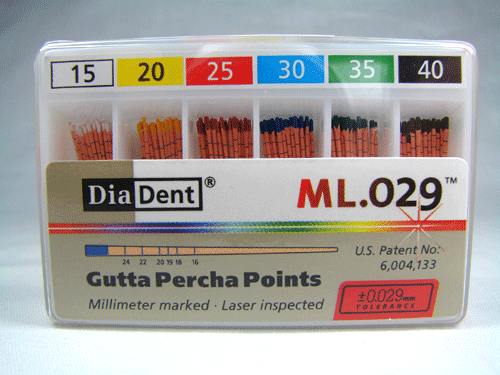 15 20 25 30 35 40
DiaDent®
ML.029™
U.S. Patent No:
6,004,133
24 22 20 19 18 16
Gutta Percha Points
Millimeter marked · Laser inspected
±0.029mm
TOLERANCE